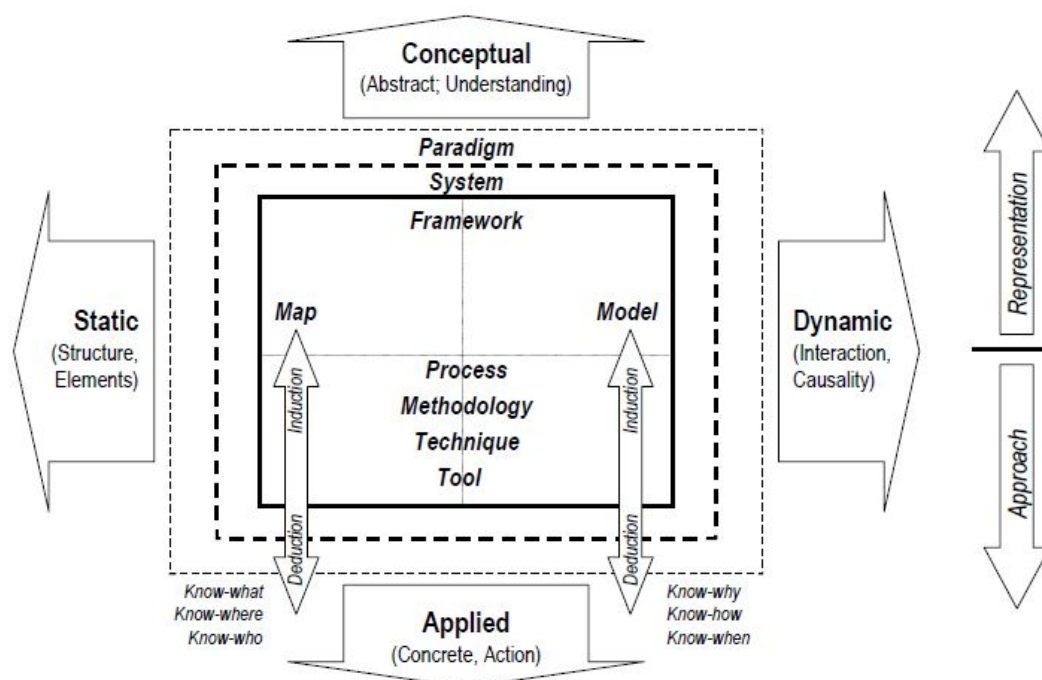 Conceptual
(Abstract; Understanding)
Paradigm
System
Framework
Static
(Structure,
Elements)
Map
Model
Dynamic
(Interaction,
Causality)
Representation
Induction
Induction
Process
Methodology
Technique
Tool
Approach
Deduction
Deduction
Know-what
Know-where
Know-who
Know-why
Know-how
Know-when
Applied
(Concrete, Action)